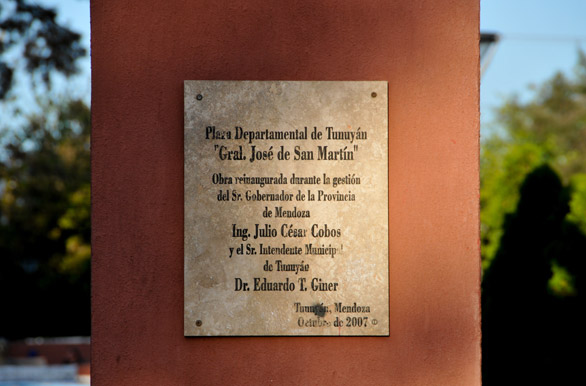 Plaza Departamental de Tunuyán
"Gral. José de San Martín"
Obra reinaugurada durante la gestión
del Sr. Gobernador de la Provincia
de Mendoza
Ing. Julio César Cobos
y el Sr. Intendente Municipal
de Tunuyán
Dr. Eduardo T. Giner
Tunuyán, Mendoza
Octubre de 2007